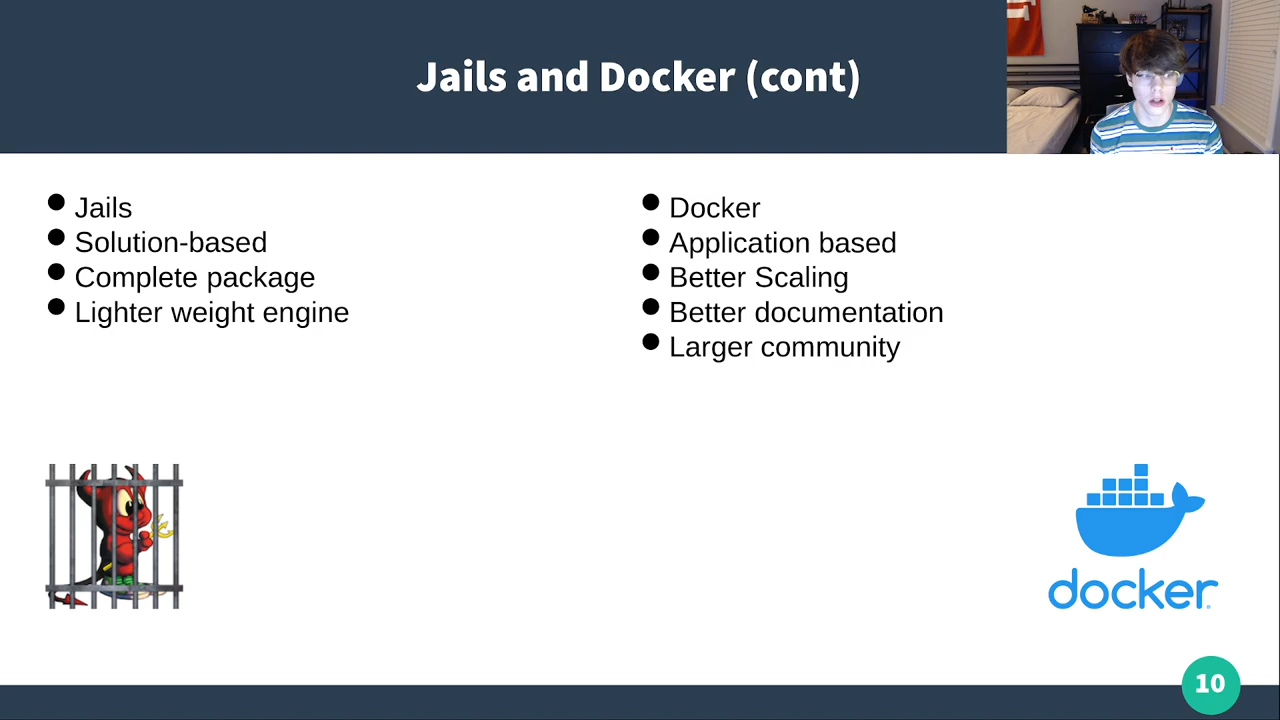 Jails and Docker (cont)
Jails
Solution-based
Complete package
Lighter weight engine
Docker
Application based
Better Scaling
Better documentation
Larger community
docker
10